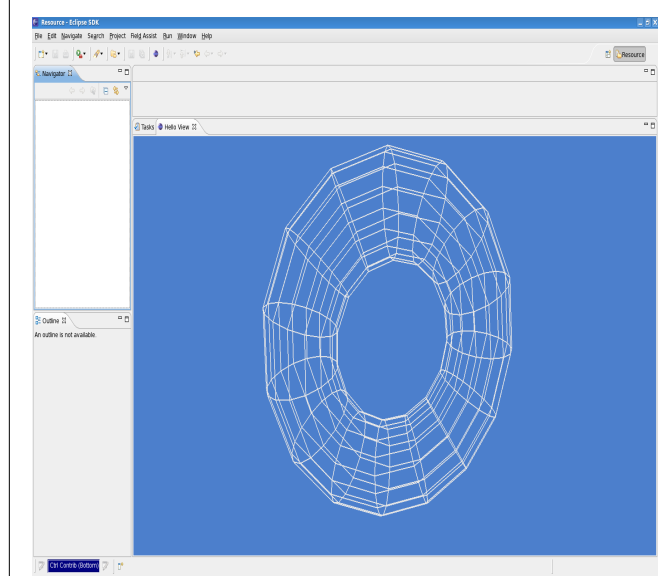 Resource - Eclipse SDK
File Edit Navigate Search Project Field Assist Run Window Help
Resource
Navigator
Tasks Hello View
Outline
An outline is not available.
Ctrl Contrib (Bottom)